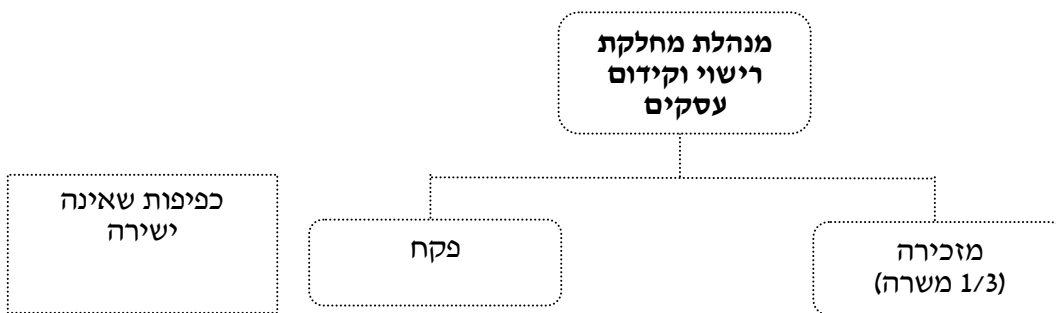 מנהלת מחלקת
רישוי וקידום
עסקים
מזכירה
(1/3 משרה)
פקח
כפיפות שאינה
ישירה